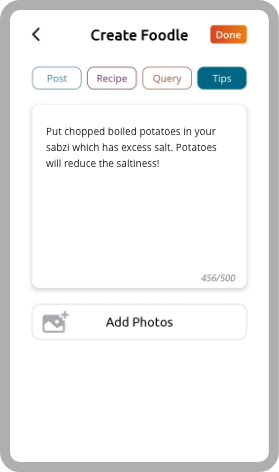 Create Foodle
Done
Post
Recipe
Query
Tips
Put chopped boiled potatoes in your
sabzi which has excess salt. Potatoes
will reduce the saltiness!
456/500
Add Photos